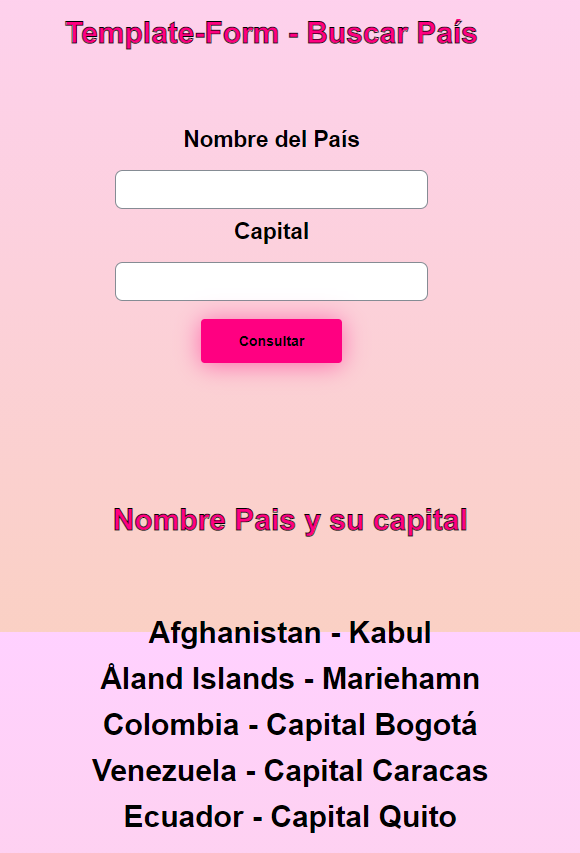 Template-Form - Buscar País
Nombre del País
Capital
Consultar
Nombre Pais y su capital
Afghanistan - Kabul
Åland Islands - Mariehamn
Colombia - Capital Bogotá
Venezuela - Capital Caracas
Ecuador - Capital Quito